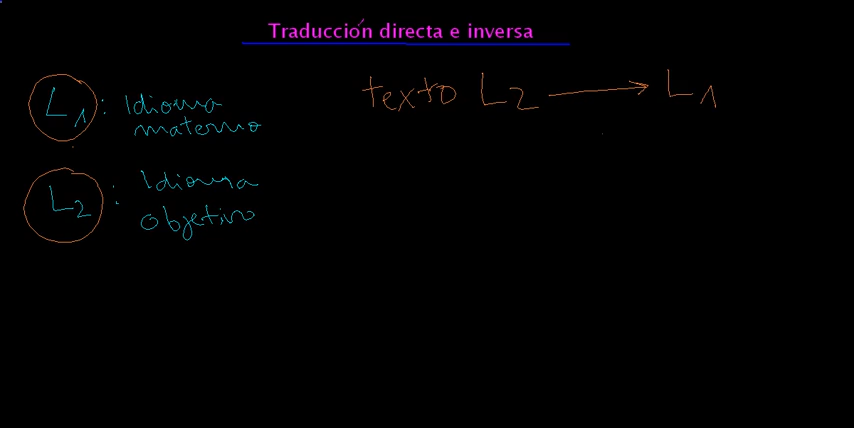 Traducción directa e inversa
L1: Idioma
materno
texto L2 → L1
L2: Idioma
objetivo